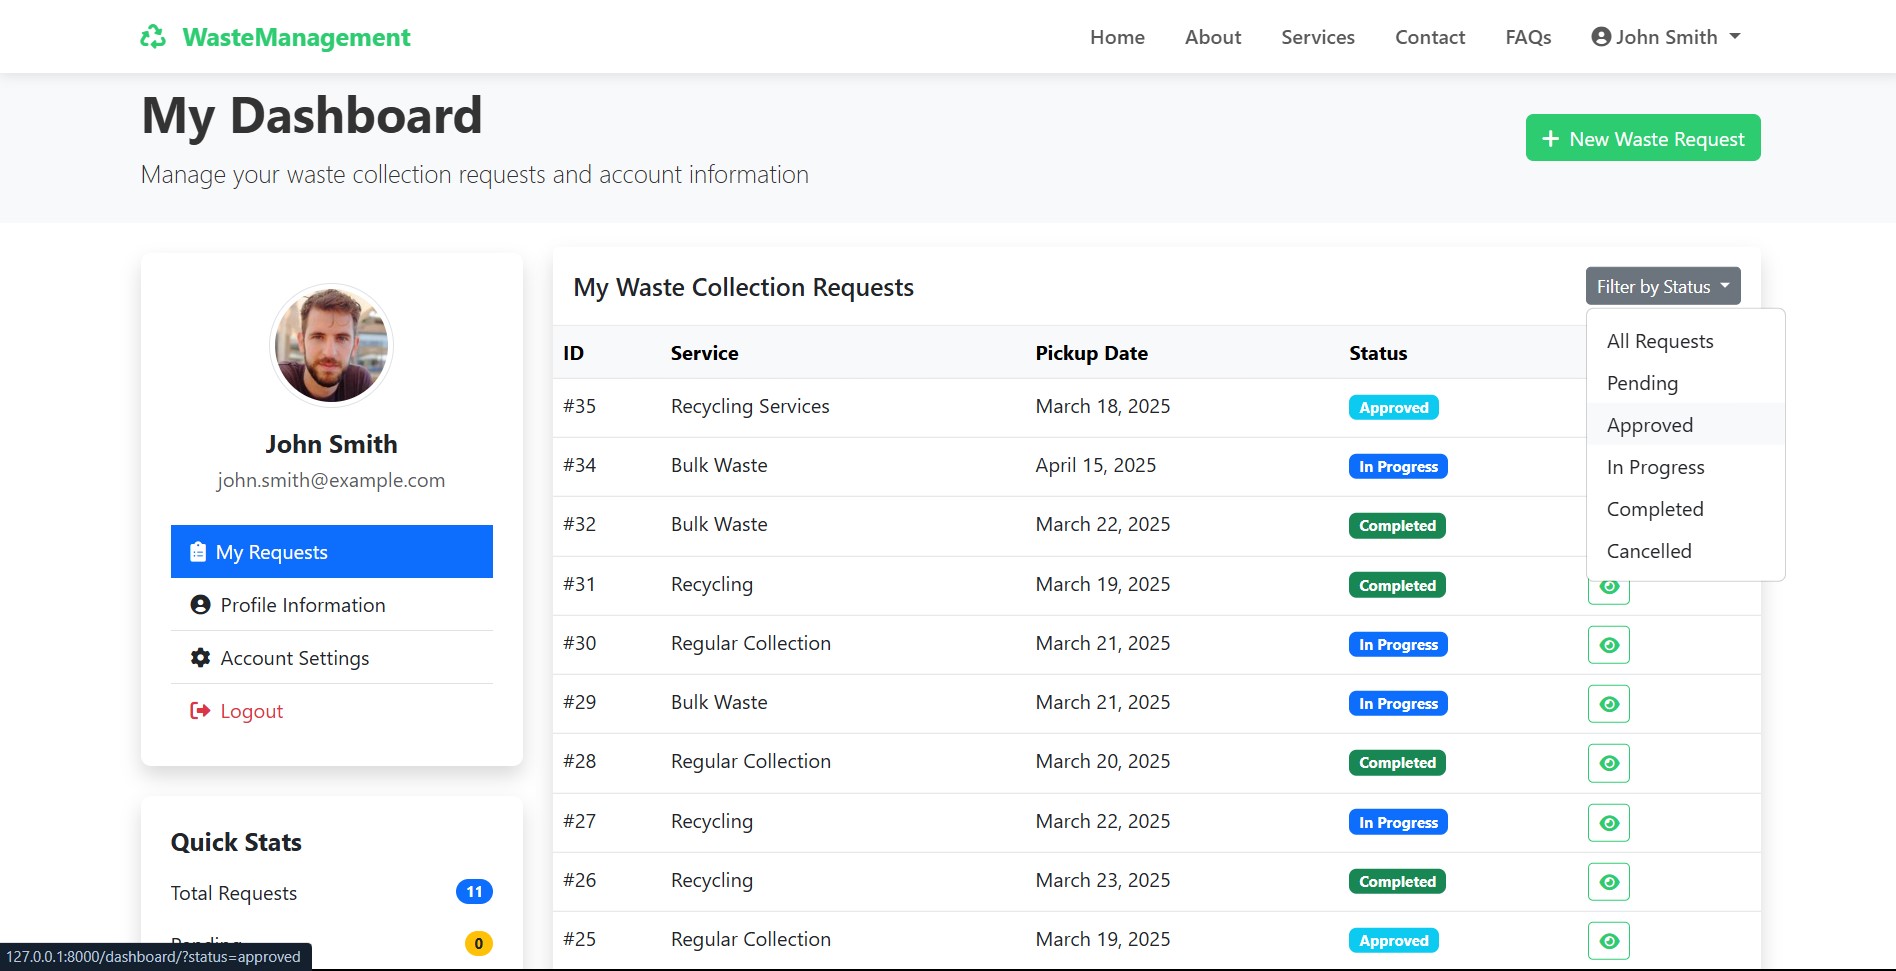 WasteManagement
Home About Services Contact FAQs John Smith
My Dashboard
Manage your waste collection requests and account information
+ New Waste Request
John Smith
john.smith@example.com
My Requests
Profile Information
Account Settings
Logout
Quick Stats
Total Requests 11
Pending 0
My Waste Collection Requests
Filter by Status
All Requests
Pending
Approved
In Progress
Completed
Cancelled
ID Service Pickup Date Status
#35 Recycling Services March 18, 2025 Approved
#34 Bulk Waste April 15, 2025 In Progress
#32 Bulk Waste March 22, 2025 Completed
#31 Recycling March 19, 2025 Completed
#30 Regular Collection March 21, 2025 In Progress
#29 Bulk Waste March 21, 2025 In Progress
#28 Regular Collection March 20, 2025 Completed
#27 Recycling March 22, 2025 In Progress
#26 Recycling March 23, 2025 Completed
#25 Regular Collection March 19, 2025 Approved
127.0.0.1:8000/dashboard/?status=approved